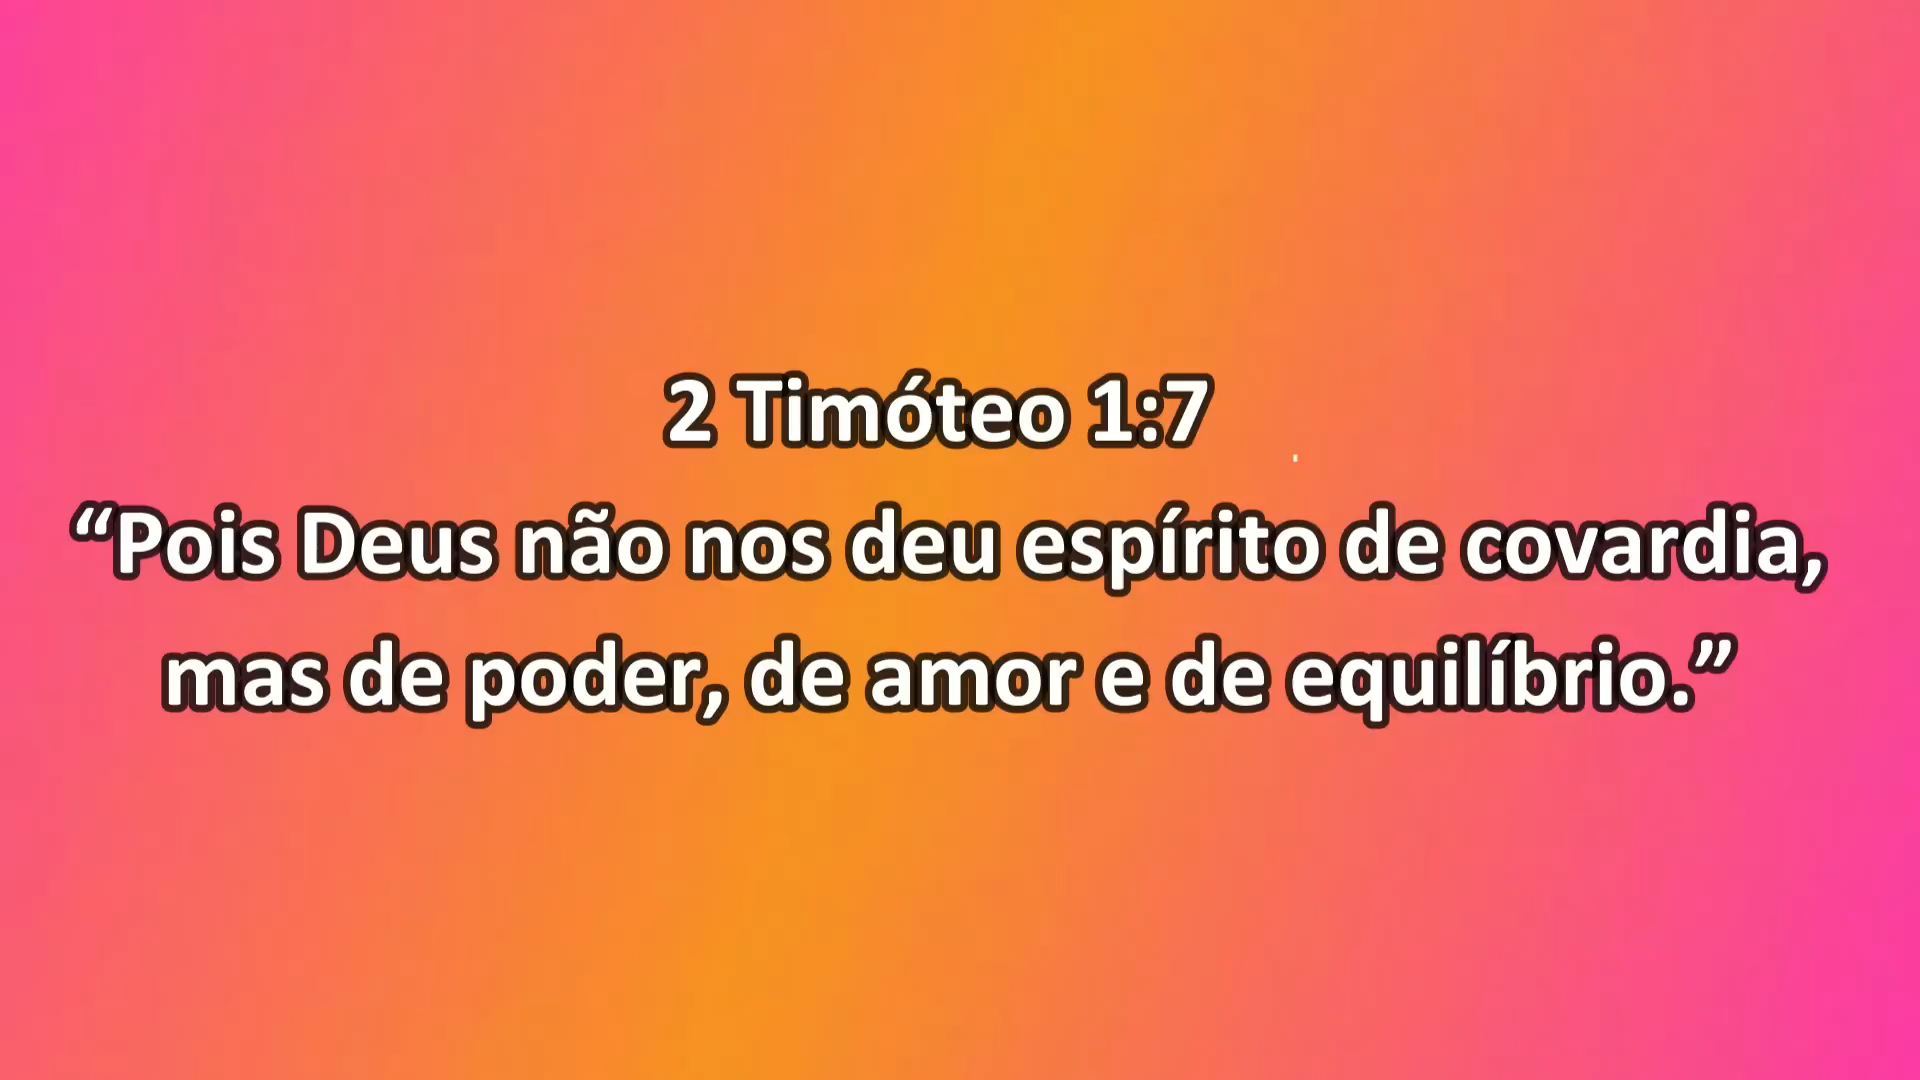 2 Timóteo 1:7
“Pois Deus não nos deu espírito de covardia,
mas de poder, de amor e de equilíbrio.”